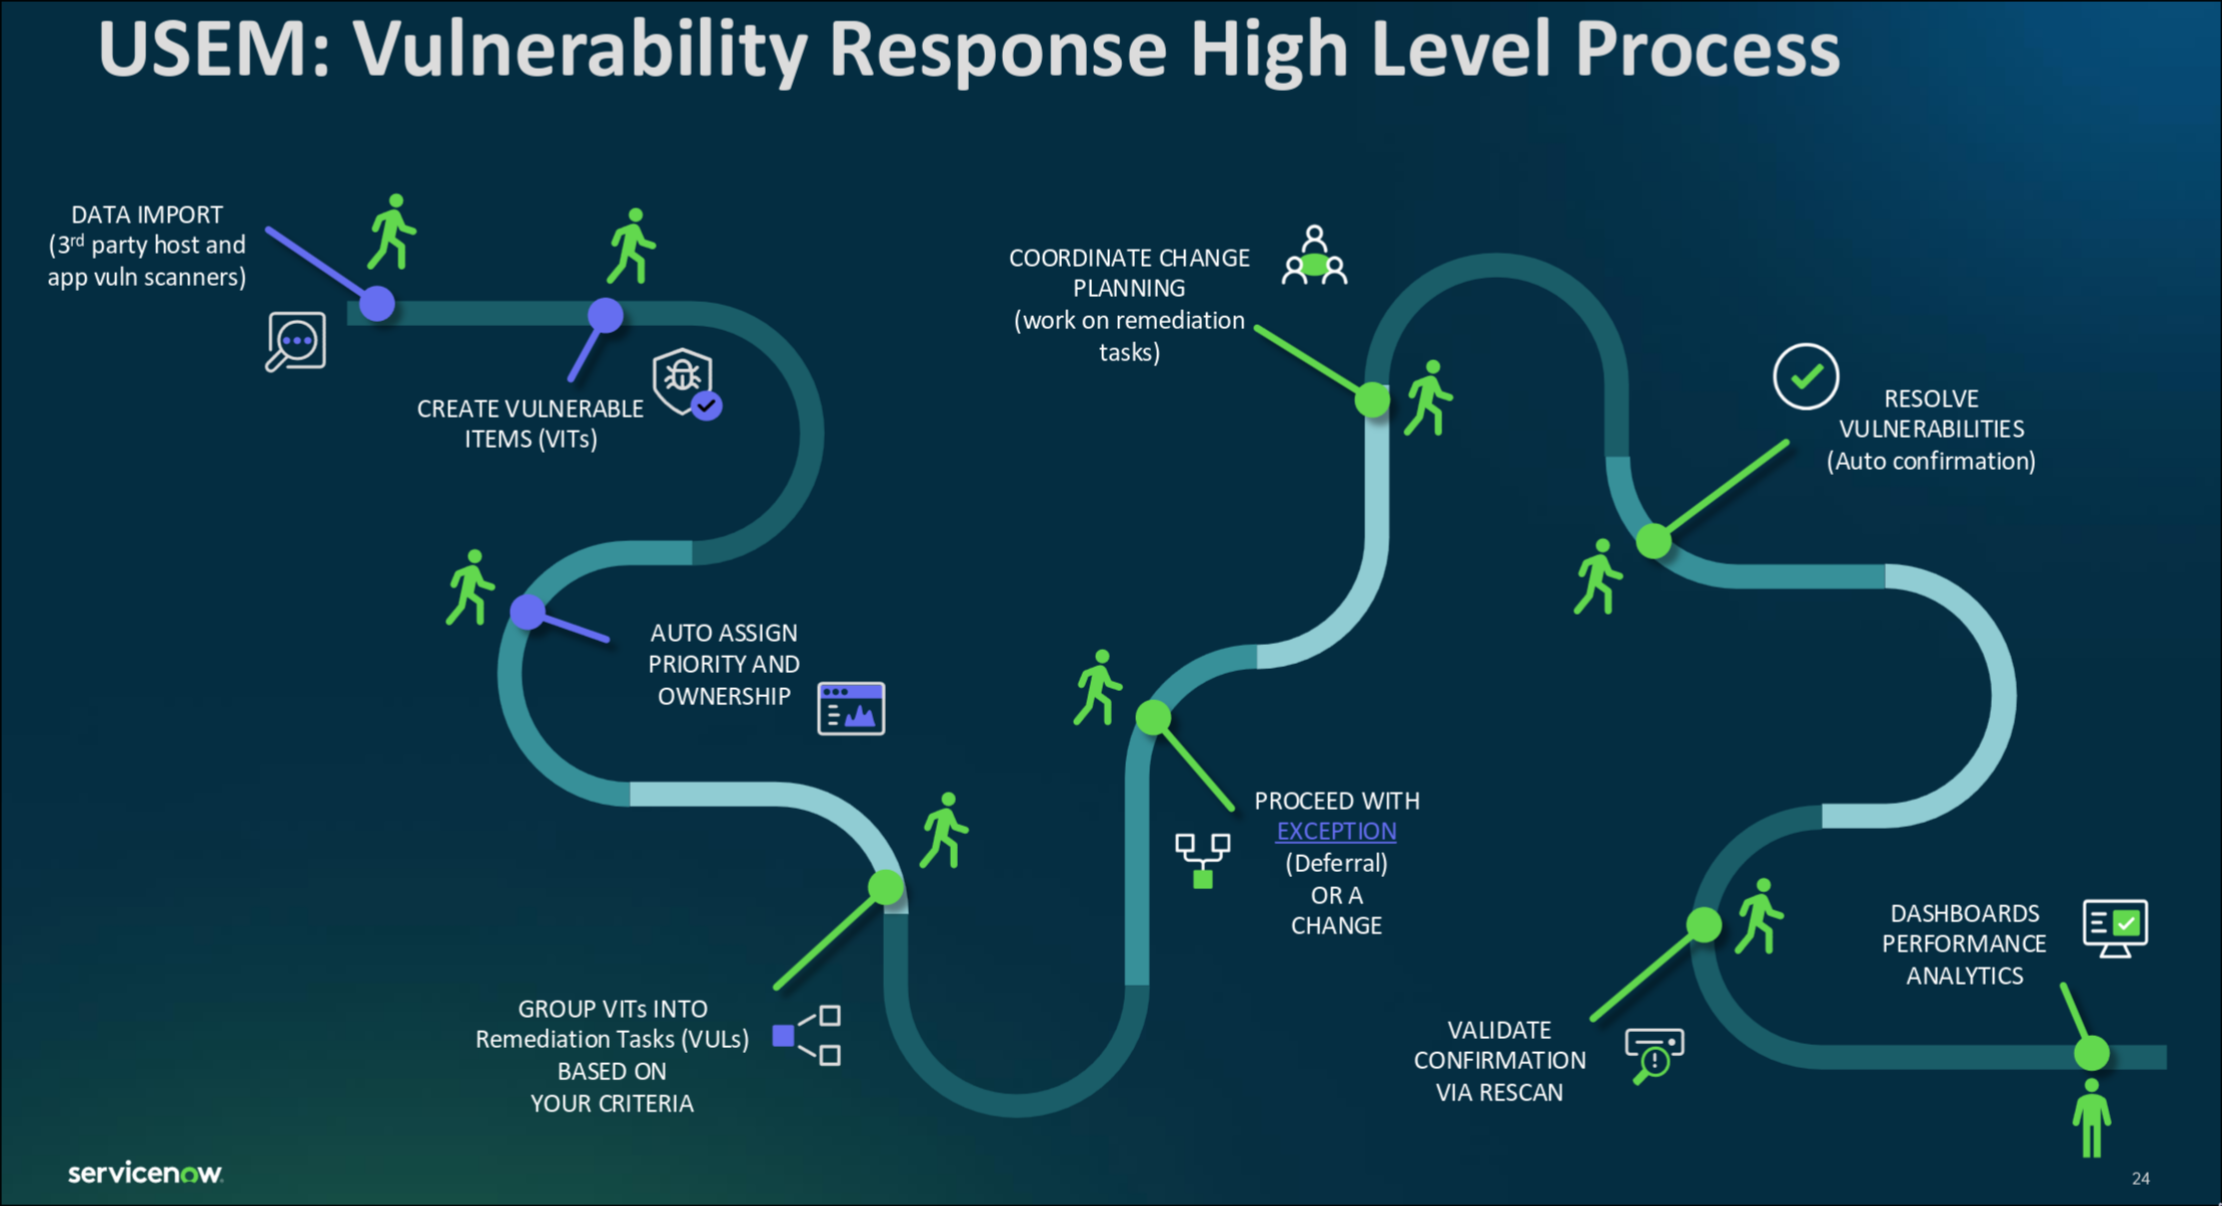 USEM: Vulnerability Response High Level Process
DATA IMPORT
(3rd party host and
app vuln scanners)
CREATE VULNERABLE
ITEMS (VITs)
AUTO ASSIGN
PRIORITY AND
OWNERSHIP
GROUP VITs INTO
Remediation Tasks (VULs)
BASED ON
YOUR CRITERIA
PROCEED WITH
EXCEPTION
(Deferral)
OR A
CHANGE
COORDINATE CHANGE
PLANNING
(work on remediation
tasks)
RESOLVE
VULNERABILITIES
(Auto confirmation)
VALIDATE
CONFIRMATION
VIA RESCAN
DASHBOARDS
PERFORMANCE
ANALYTICS
servicenow
24